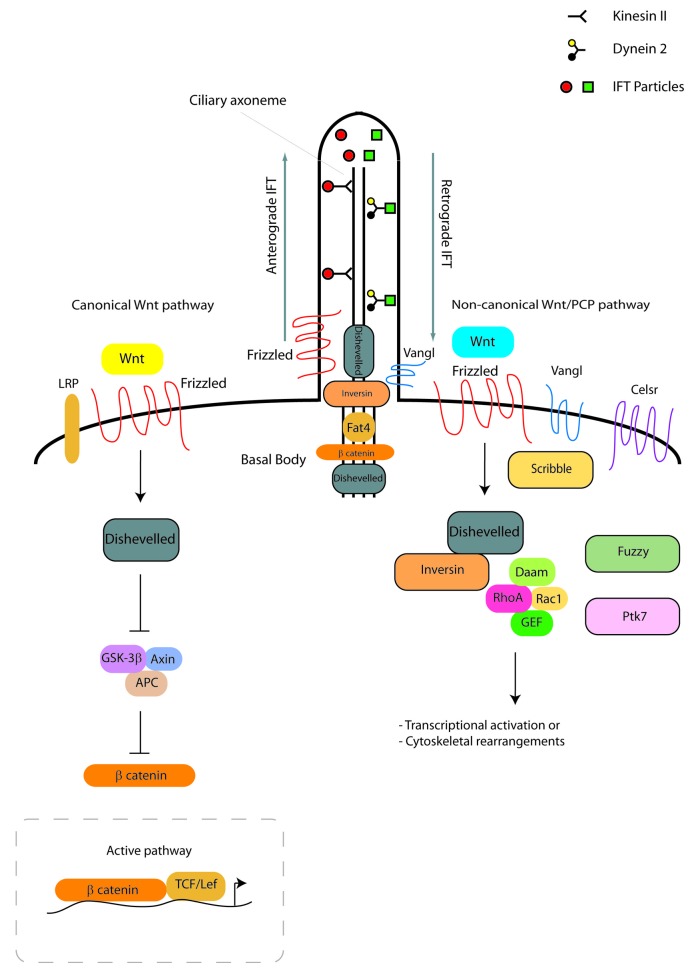 Kinesin II
Dynein 2
IFT Particles
Ciliary axoneme
Anterograde IFT
Retrograde IFT
Canonical Wnt pathway
Non-canonical Wnt/PCP pathway
Wnt
LRP
Frizzled
Frizzled
Dishevelled
Vangl
Inversin
Fat4
β catenin
Basal Body
Dishevelled
Wnt
Frizzled
Vangl
Celsr
Scribble
Dishevelled
GSK-3β
Axin
APC
β catenin
Dishevelled
Inversin
Daam
RhoA
Rac1
GEF
Fuzzy
Ptk7
- Transcriptional activation or
- Cytoskeletal rearrangements
Active pathway
β catenin
TCF/Lef